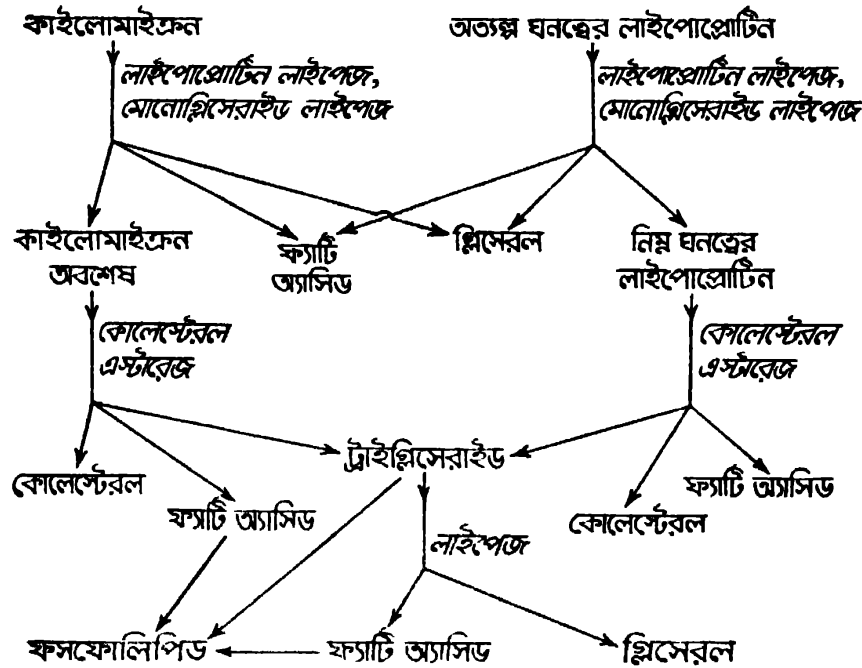 কাইলোমাইক্রন
অত্যল্প ঘনত্বের লাইপোপ্রোটিন
লাইপোপ্রোটিন লাইপেজ,
মোনোগ্লিসেরাইড লাইপেজ
লাইপোপ্রোটিন লাইপেজ,
মোনোগ্লিসেরাইড লাইপেজ
কাইলোমাইক্রন
অবশেষ
ফ্যাটি
অ্যাসিড
গ্লিসেরল
নিম্ন ঘনত্বের
লাইপোপ্রোটিন
কোলেস্টেরল
এস্টারেজ
কোলেস্টেরল
এস্টারেজ
ট্রাইগ্লিসেরাইড
কোলেস্টেরল
ফ্যাটি অ্যাসিড
ফ্যাটি অ্যাসিড
কোলেস্টেরল
লাইপেজ
ফসফোলিপিড
ফ্যাটি অ্যাসিড
গ্লিসেরল